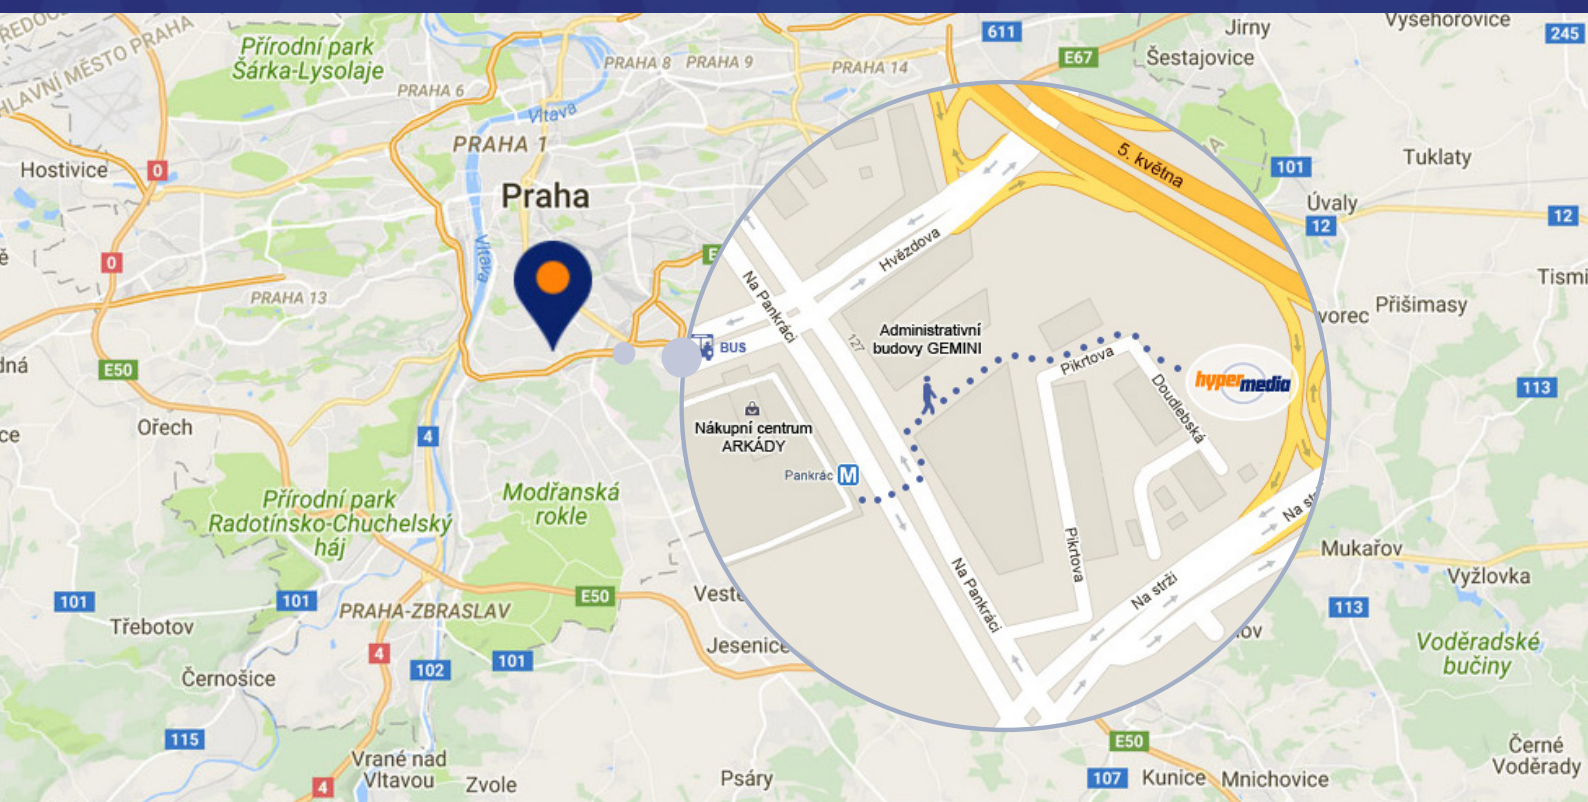 HLAVNÍ MĚSTO PRAHA
Přírodní park
Šárka-Lysolaje
PRAHA 6
PRAHA 8
PRAHA 9
PRAHA 14
611
E67
Jirny
Šestajovice
Vyšehořovice
245
Vltava
PRAHA 1
Praha
Hostivice
0
0
PRAHA 13
Vltava
E50
Ořech
4
101
Tuklaty
Úvaly
12
12
Přišimasy
113
5. května
Hvězdova
Na Pankráci
127
BUS
Administrativní
budovy GEMINI
Pikrtova
Doudlebská
hypermedia
Nákupní centrum
ARKÁDY
Pankrác M
Na Pankráci
Pikrtova
Na strži
Přírodní park
Radotínsko-Chuchelský
háj
Modřanská
rokle
E50
101
101
Třebotov
PRAHA-ZBRASLAV
4
102
101
Černošice
Jesenice
115
Vrané nad
Vltavou
4
Zvole
Psáry
Mukařov
Vyžlovka
113
Voděradské
bučiny
E50
107
Kunice
Mnichovice
Černé
Voděrady